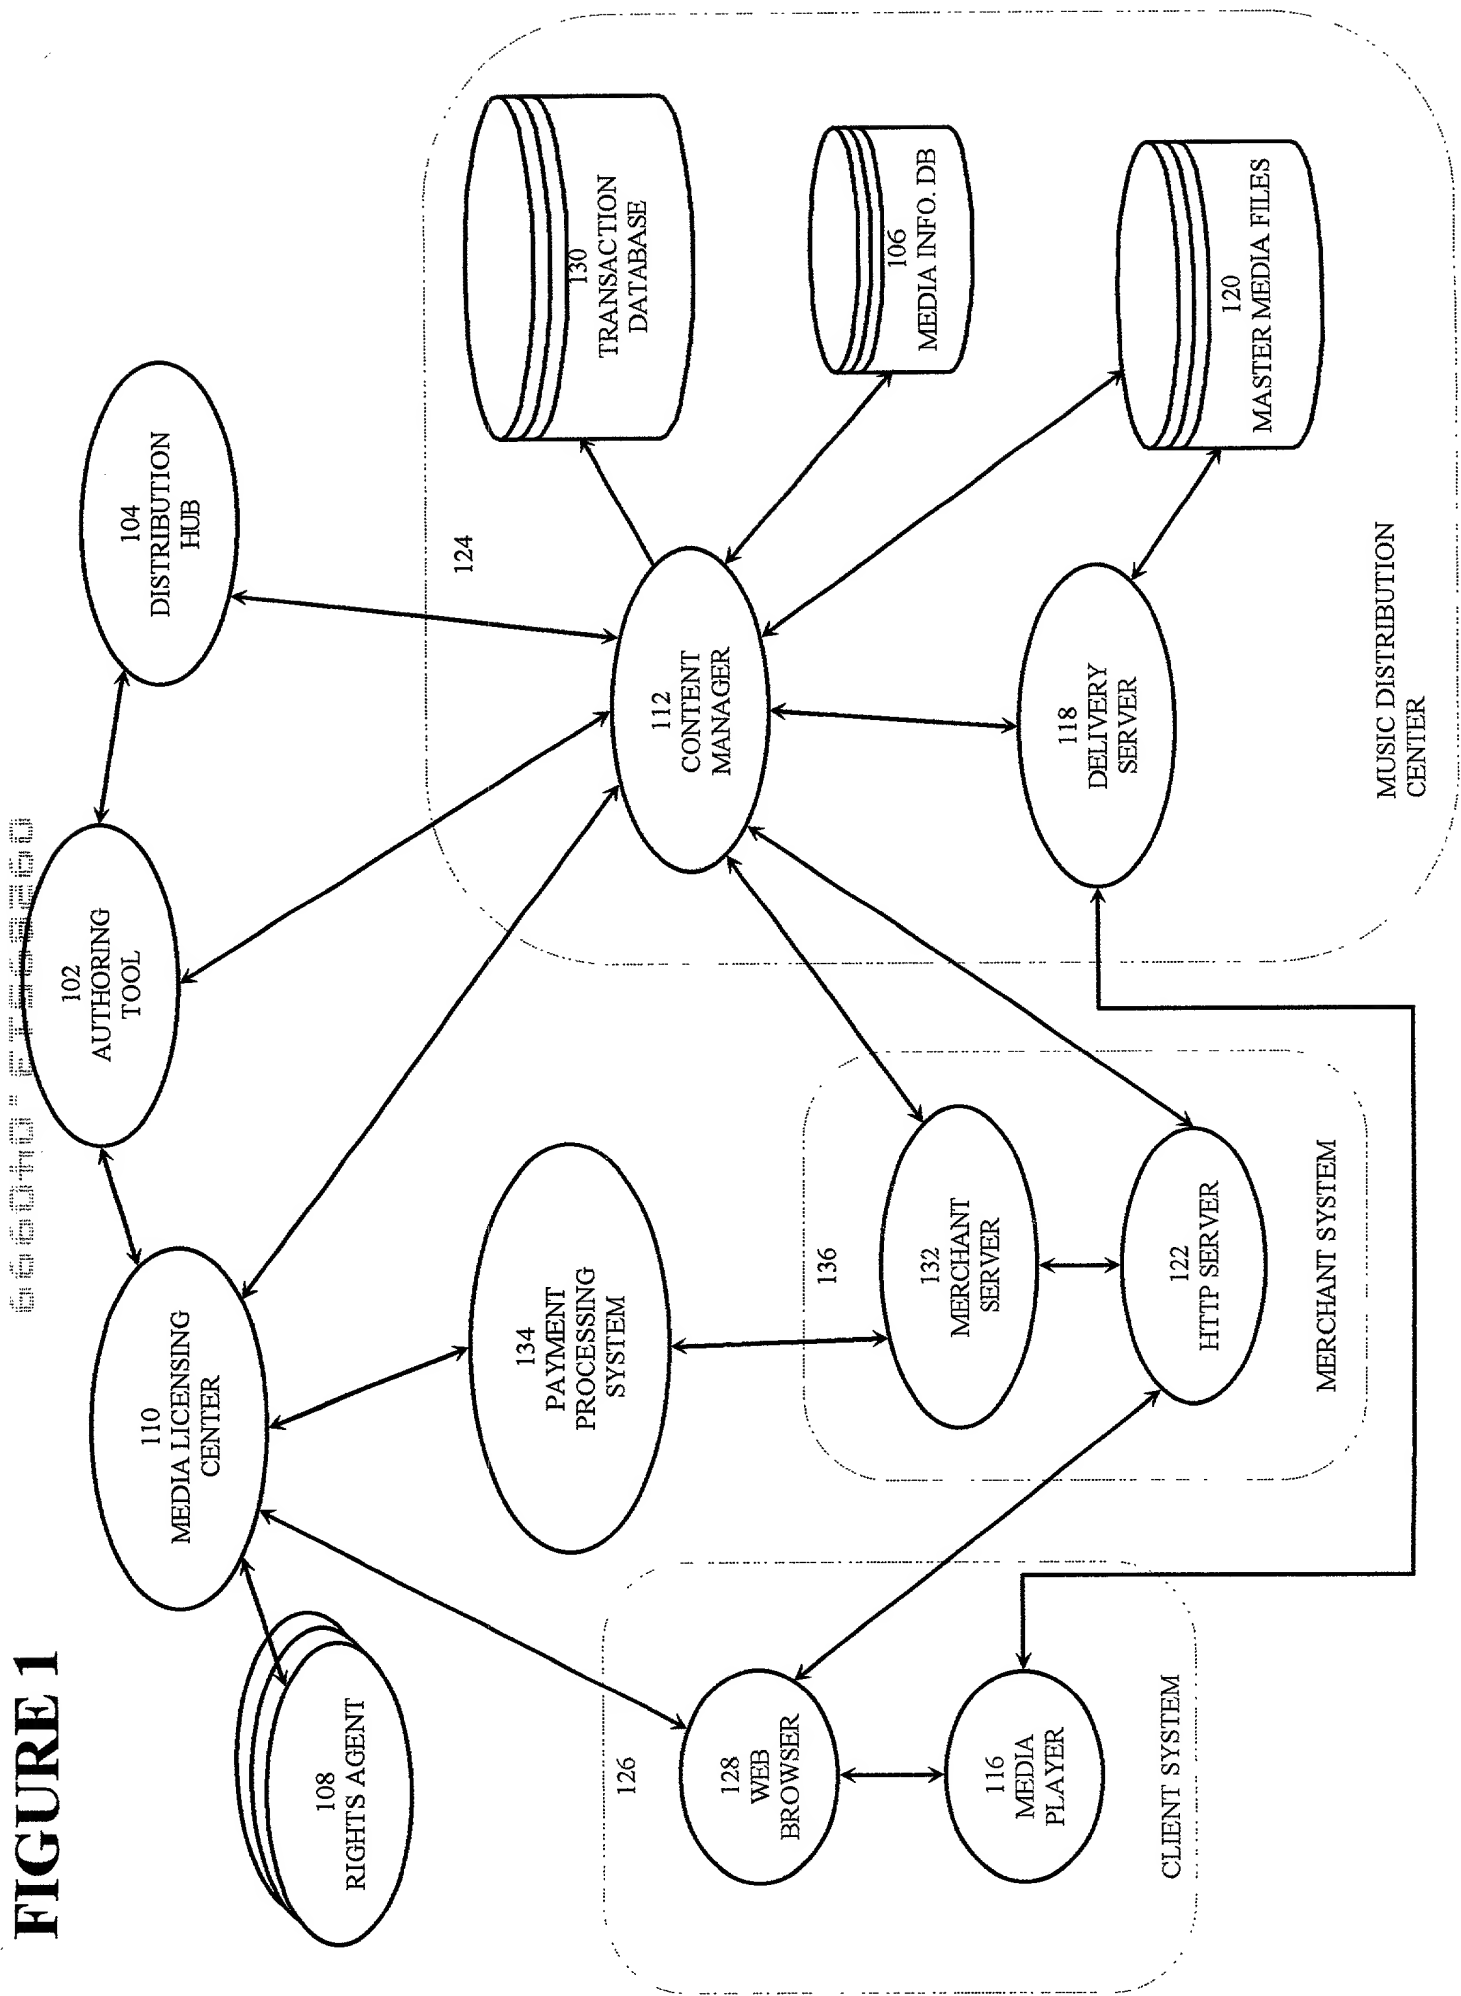 FIGURE 1
102
AUTHORING
TOOL
104
DISTRIBUTION
HUB
110
MEDIA LICENSING
CENTER
108
RIGHTS AGENT
124
130
TRANSACTION
DATABASE
134
PAYMENT
PROCESSING
SYSTEM
126
112
CONTENT
MANAGER
128
WEB
BROWSER
136
106
MEDIA INFO. DB
132
MERCHANT
SERVER
116
MEDIA
PLAYER
118
DELIVERY
SERVER
122
HTTP SERVER
120
MASTER MEDIA FILES
CLIENT SYSTEM
MERCHANT SYSTEM
MUSIC DISTRIBUTION
CENTER